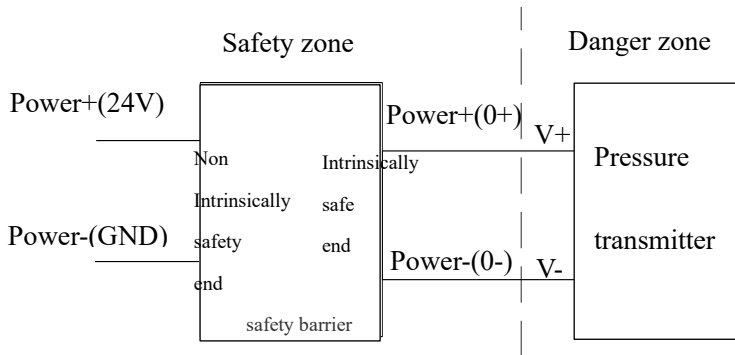 Safety zone
Danger zone
Power+(24V)
Power+(0+)
V+
Non
Intrinsically
safety
end
Intrinsically
safe
end
Pressure
transmitter
Power-(GND)
Power-(0-)
V-
safety barrier